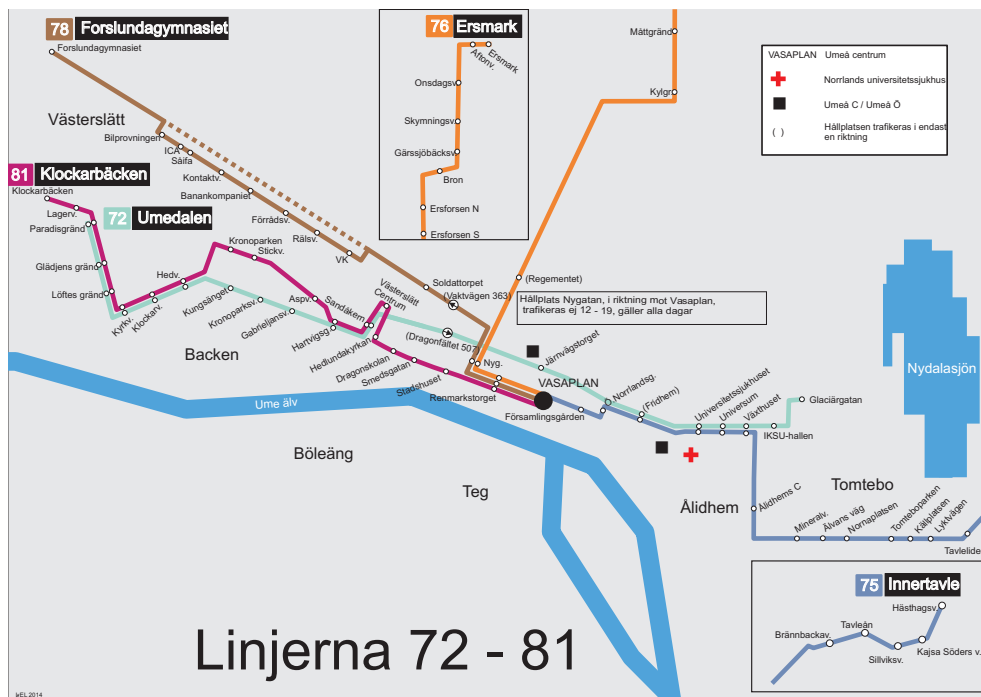 78 Forslundagymnasiet
Forslundagymnasiet
Västerslätt
Bilprovningen
ICA
Säifa
Kontaktv.
Banankompaniet
Förrådsv.
Rälsv.
VK
Soldattorpet
(Vaktvägen 363)
81 Klockarbäcken
Klockarbäcken
Lagerv.
Paradisgränd
72 Umedalen
Glädjens gränd
Löftes gränd
Kyrkv.
Klockarv.
Hedv.
Kronoparken
Stickv.
Kungsänget
Kronoparksv.
Gabrieljansv.
Aspv.
Hartvigsg
Sandåkern
Västerslätt
Centrum
Hedlundakyrkan
(Dragonfältet 507)
Dragonskolan
Smedsgatan
Stadshuset
Renmarkstorget
Nyg.
76 Ersmark
Ersmark
Aftonv.
Onsdagsv
Skymningsv.
Gärssjöbäcksv
Bron
Ersforsen N
Ersforsen S
Mättgränd
Kylgr.
(Regementet)
Hållplats Nygatan, i riktning mot Vasaplan,
trafikeras ej 12 - 19, gäller alla dagar
VASAPLAN Umeå centrum
Norrlands universitetssjukhus
Umeå C / Umeå Ö
( ) Hållplatsen trafikeras i endast
en riktning
Järnvägstorget
VASAPLAN
Församlingsgården
Norrlandsg.
(Fridhem)
Universitetssjukhuset
Universum
Växthuset
IKSU-hallen
Glaciärgatan
Nydalasjön
Backen
Ume älv
Böleäng
Teg
Ålidhem
Tomtebo
Ålidhems C
Mineralv.
Älvans väg
Nornaplatsen
Tomteboparken
Källplatsen
Lyktvägen
Tavlelide
75 Innertavle
Hästhagsv.
Tavleån
Brännbackav.
Sillviksv.
Kajsa Söders v.
Linjerna 72 - 81